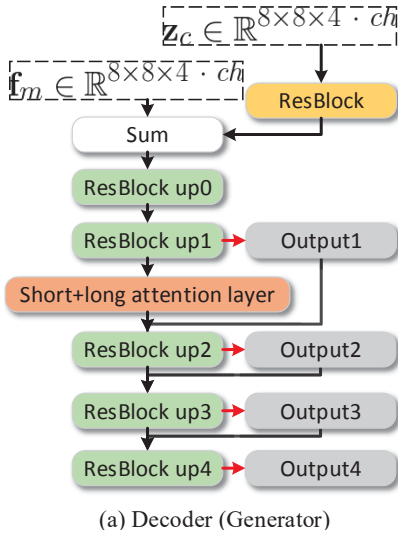 z_c ∈ ℝ^{8×8×4 · ch}
f_m ∈ ℝ^{8×8×4 · ch}
ResBlock
Sum
ResBlock up0
ResBlock up1
Output1
Short+long attention layer
ResBlock up2
Output2
ResBlock up3
Output3
ResBlock up4
Output4
(a) Decoder (Generator)